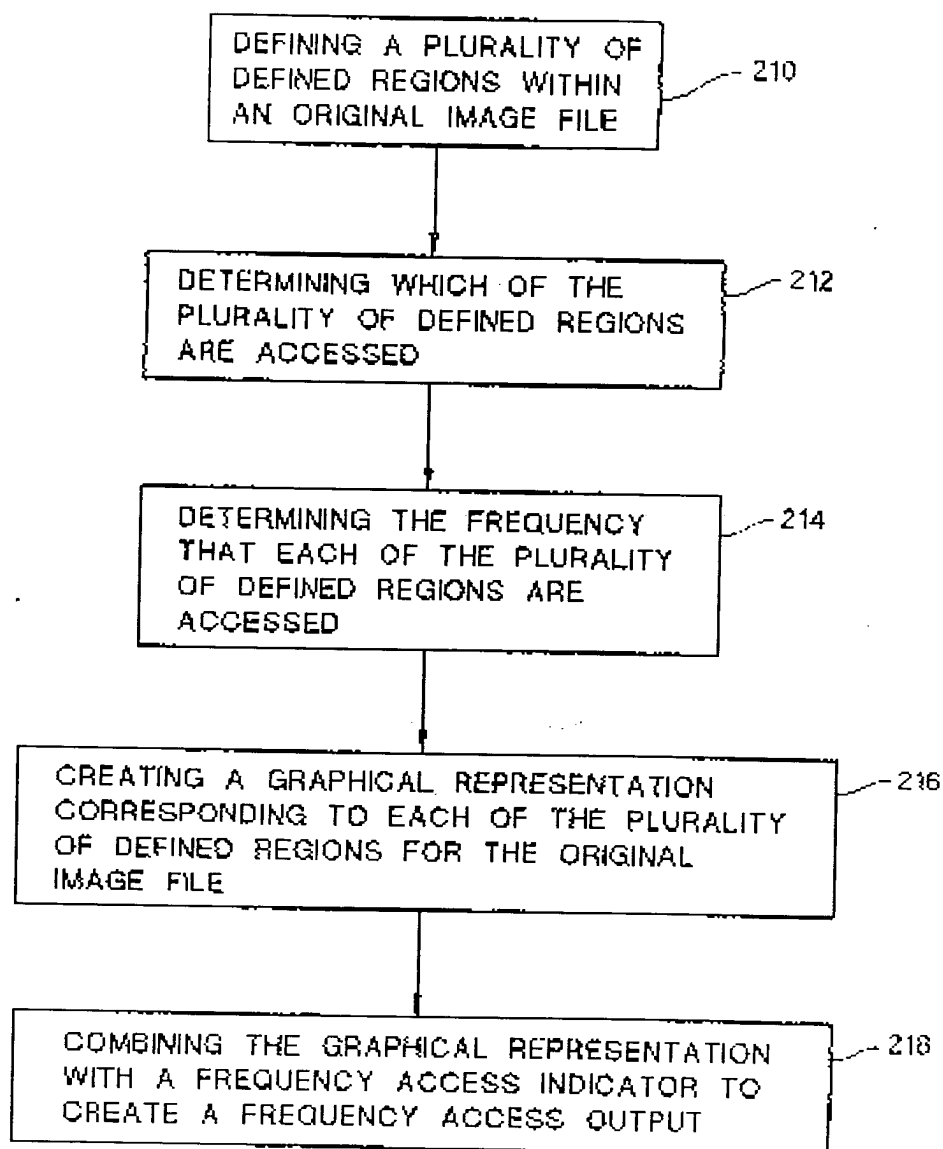 DEFINING A PLURALITY OF
DEFINED REGIONS WITHIN
AN ORIGINAL IMAGE FILE
210
DETERMINING WHICH OF THE
PLURALITY OF DEFINED REGIONS
ARE ACCESSED
212
DETERMINING THE FREQUENCY
THAT EACH OF THE PLURALITY
OF DEFINED REGIONS ARE
ACCESSED
214
CREATING A GRAPHICAL REPRESENTATION
CORRESPONDING TO EACH OF THE PLURALITY
OF DEFINED REGIONS FOR THE ORIGINAL
IMAGE FILE
216
COMBINING THE GRAPHICAL REPRESENTATION
WITH A FREQUENCY ACCESS INDICATOR TO
CREATE A FREQUENCY ACCESS OUTPUT
218